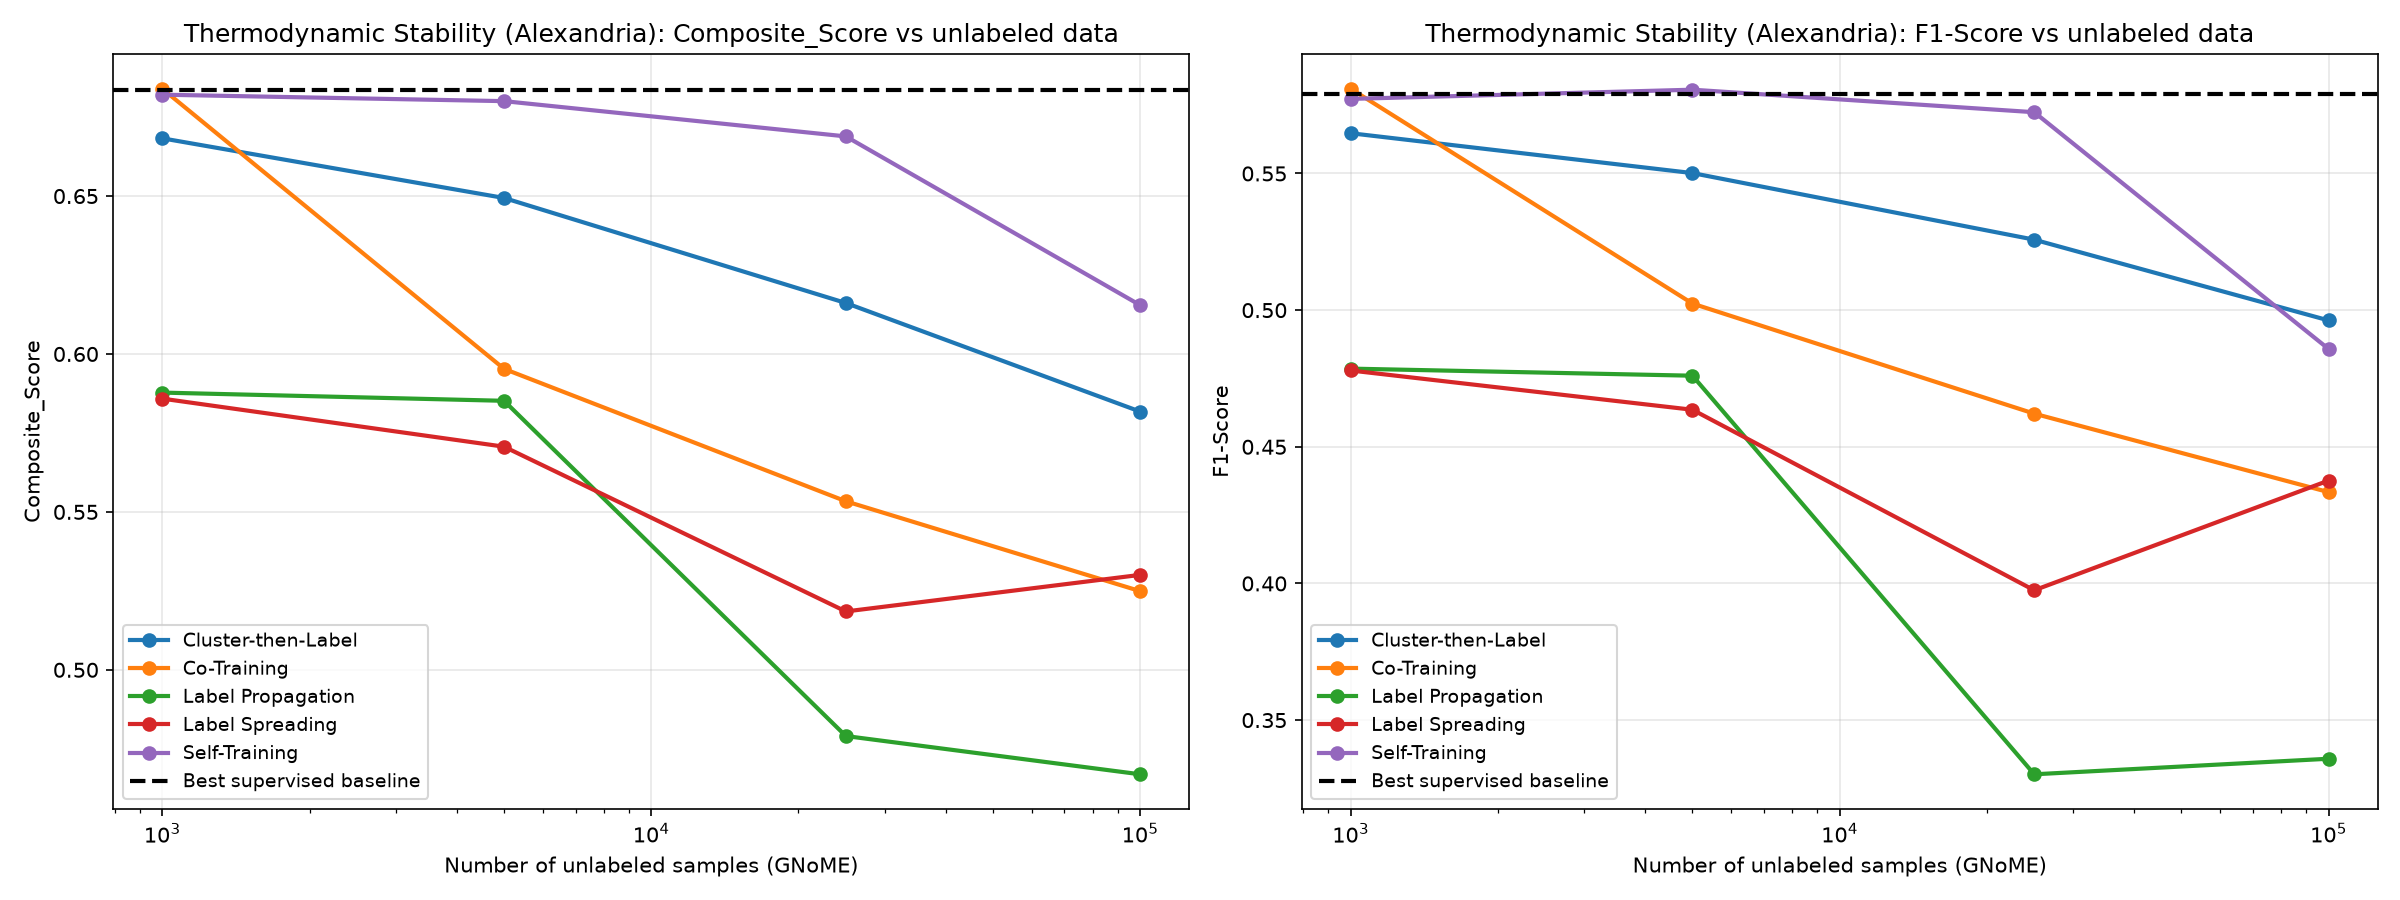 Thermodynamic Stability (Alexandria): Composite_Score vs unlabeled data
Composite_Score
0.65
0.60
0.55
0.50
Cluster-then-Label
Co-Training
Label Propagation
Label Spreading
Self-Training
Best supervised baseline
10³
10⁴
10⁵
Number of unlabeled samples (GNoME)
Thermodynamic Stability (Alexandria): F1-Score vs unlabeled data
F1-Score
0.55
0.50
0.45
0.40
0.35
Cluster-then-Label
Co-Training
Label Propagation
Label Spreading
Self-Training
Best supervised baseline
10³
10⁴
10⁵
Number of unlabeled samples (GNoME)